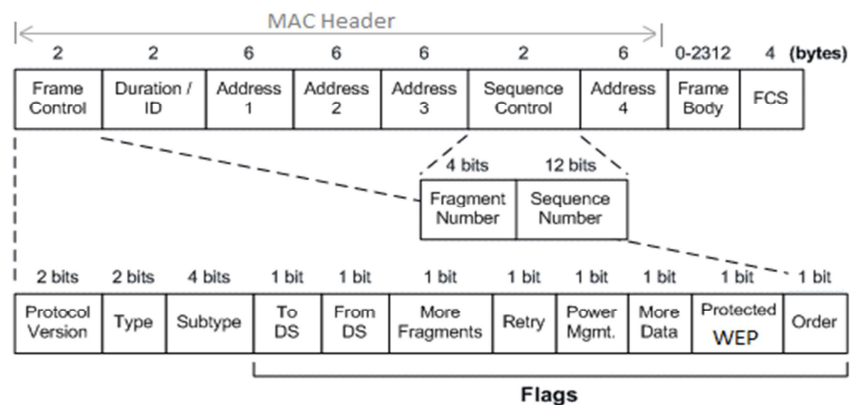 MAC Header
2 2 6 6 6 2 6 0-2312 4 (bytes)
Frame Control Duration / ID Address 1 Address 2 Address 3 Sequence Control Address 4 Frame Body FCS
4 bits 12 bits
Fragment Number Sequence Number
2 bits 2 bits 4 bits 1 bit 1 bit 1 bit 1 bit 1 bit 1 bit 1 bit 1 bit
Protocol Version Type Subtype To DS From DS More Fragments Retry Power Mgmt. More Data Protected WEP Order
Flags